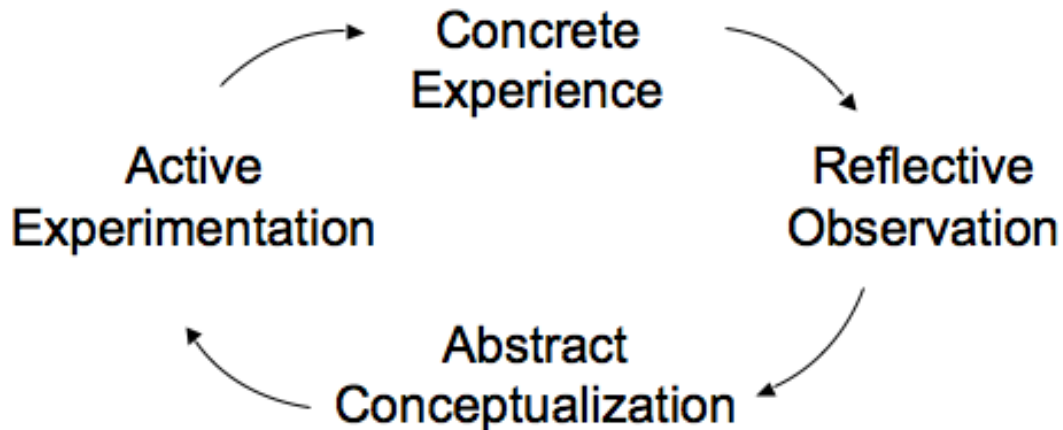 Concrete
Experience
Reflective
Observation
Abstract
Conceptualization
Active
Experimentation